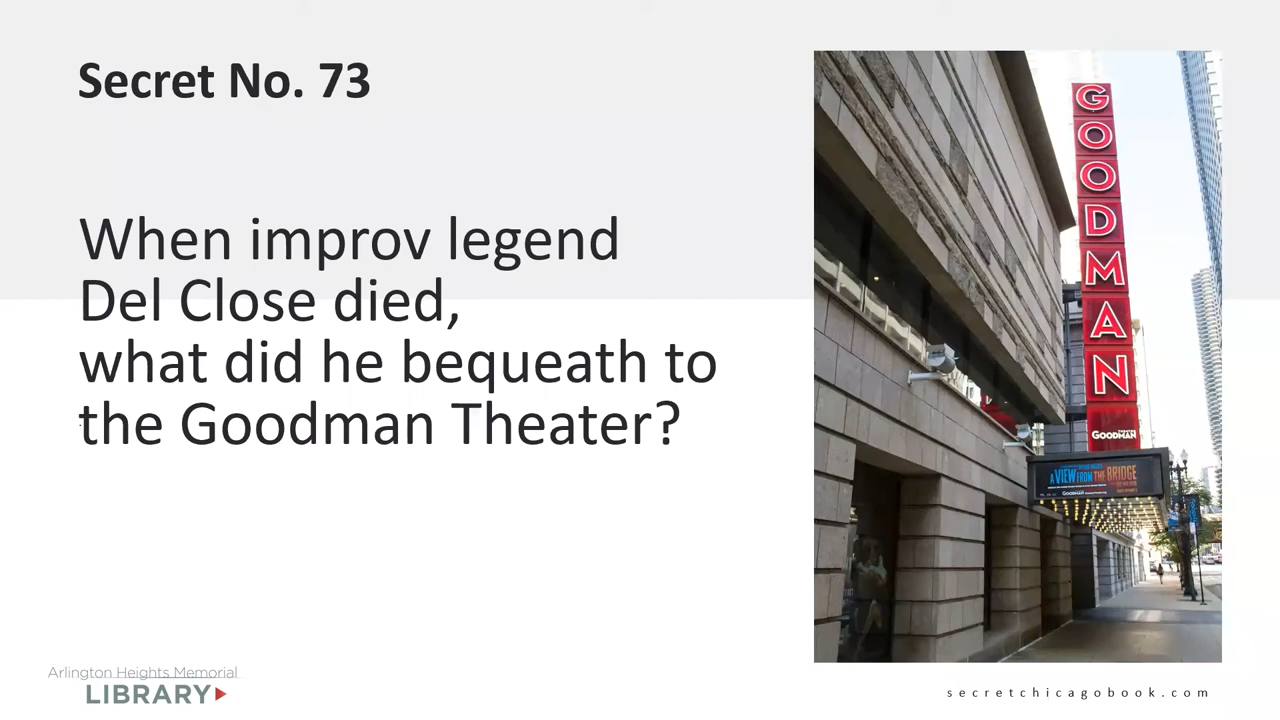 Secret No. 73
When improv legend
Del Close died,
what did he bequeath to
the Goodman Theater?
GOODMAN
THEATRE
GOODMAN
A VIEW FROM THE BRIDGE
GOODMAN
Arlington Heights Memorial
LIBRARY
secretchicagobook.com